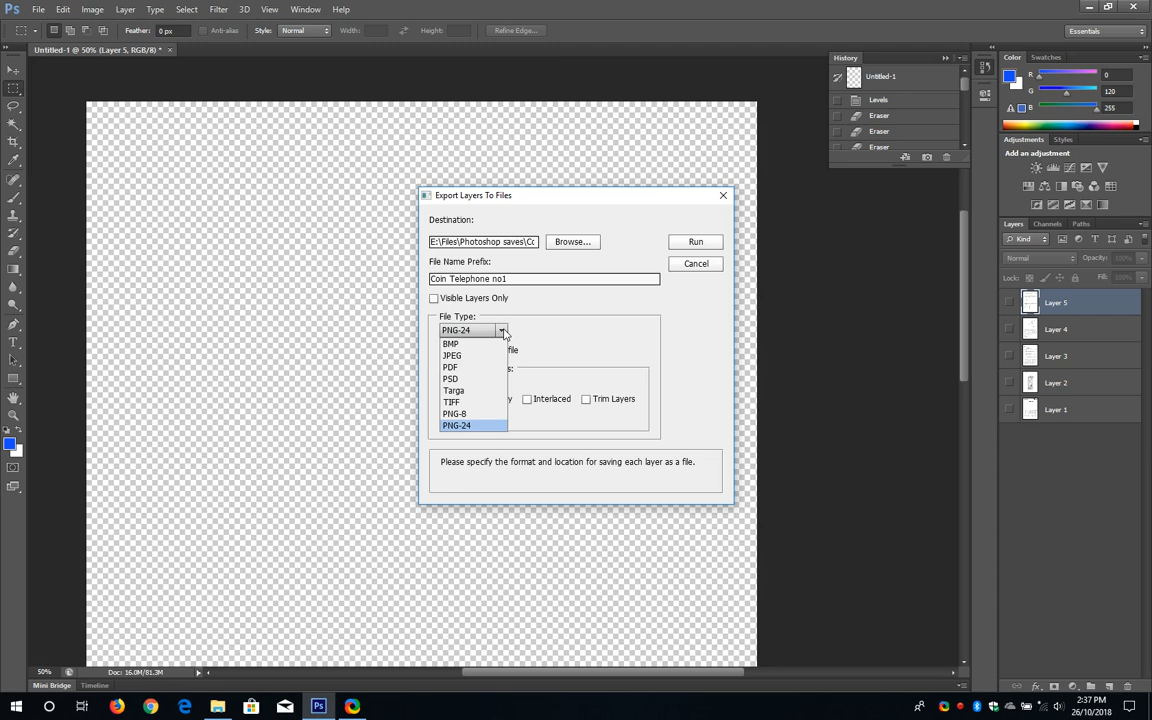 Ps File Edit Image Layer Type Select Filter 3D View Window Help
Feather: 0 px Anti-alias Style: Normal Width: Height: Refine Edge... Essentials
Untitled-1 @ 50% (Layer 5, RGB/8) * ×
History
Untitled-1
Levels
Eraser
Eraser
Eraser
Color Swatches
R 0
G 120
B 255
Adjustments Styles
Add an adjustment
Layers Channels Paths
Kind
Normal Opacity: 100%
Lock: Fill: 100%
Layer 5
Layer 4
Layer 3
Layer 2
Layer 1
Export Layers To Files
Destination:
E:\Files\Photoshop saves\Cc Browse... Run
File Name Prefix: Cancel
Coin Telephone no1
Visible Layers Only
File Type:
PNG-24
BMP
JPEG
PDF
PSD
Targa
TIFF
PNG-8
PNG-24
file
s:
y Interlaced Trim Layers
Please specify the format and location for saving each layer as a file.
50% Doc: 16.0M/81.3M
Mini Bridge Timeline
Ps
2:37 PM
26/10/2018